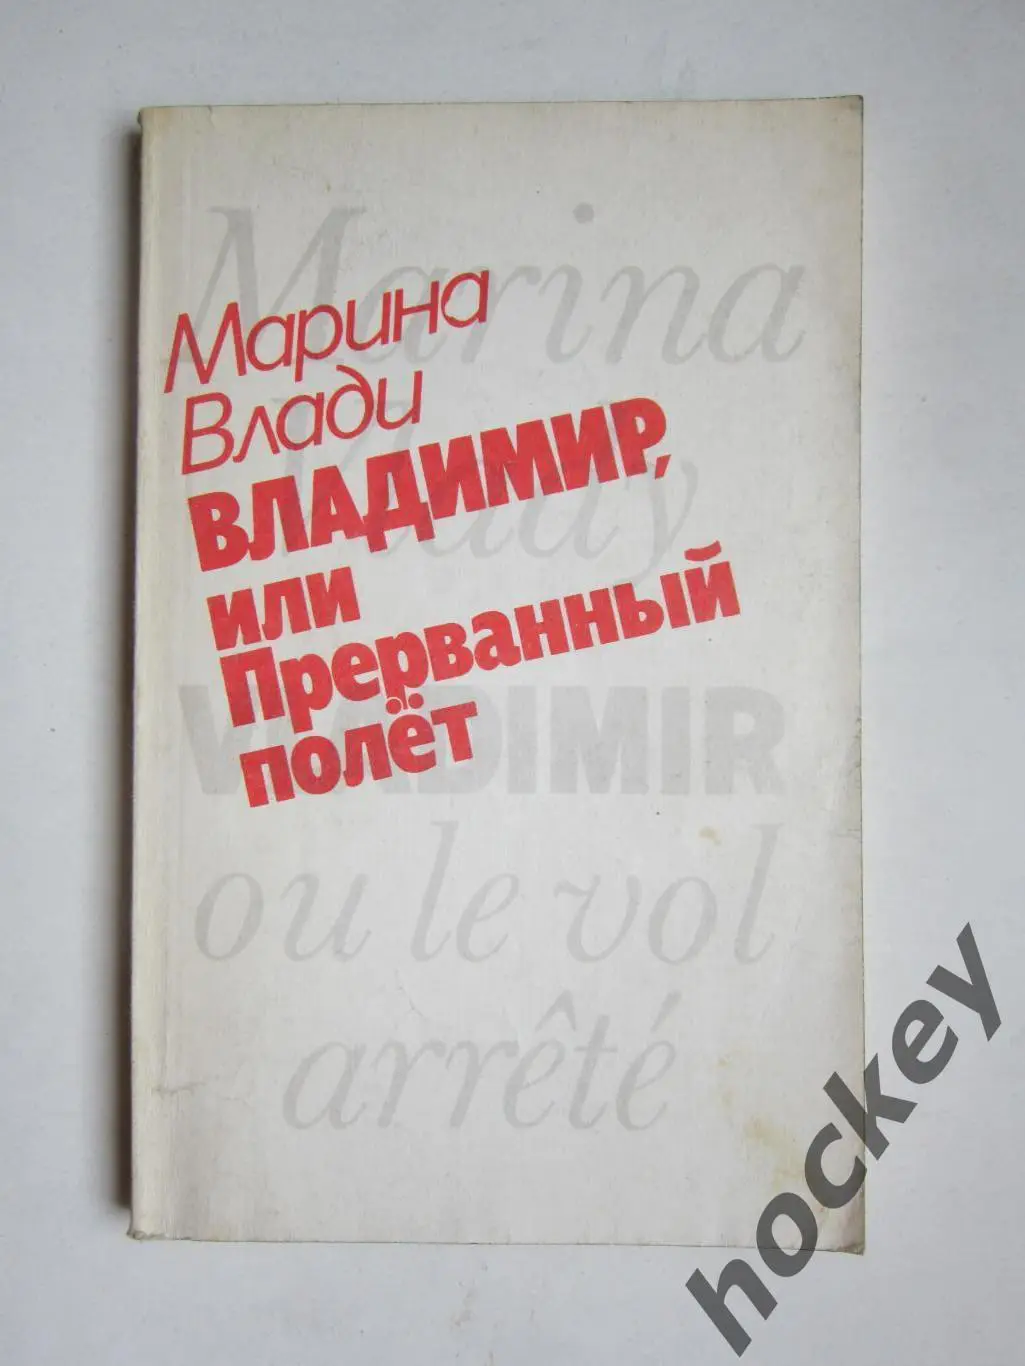 Marina
Vlady
VLADIMIR
ou le vol
arrêté
Марина
Влади
ВЛАДИМИР,
или
Прерванный
полёт
hockey